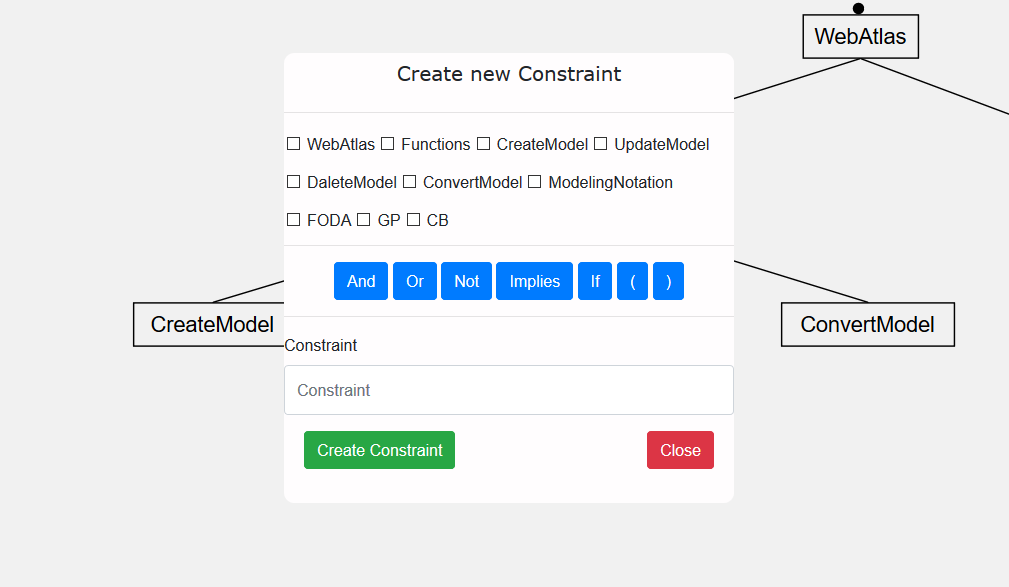 WebAtlas
Create new Constraint
WebAtlas Functions CreateModel UpdateModel
DaleteModel ConvertModel ModelingNotation
FODA GP CB
And Or Not Implies If ( )
CreateModel
ConvertModel
Constraint
Constraint
Create Constraint Close